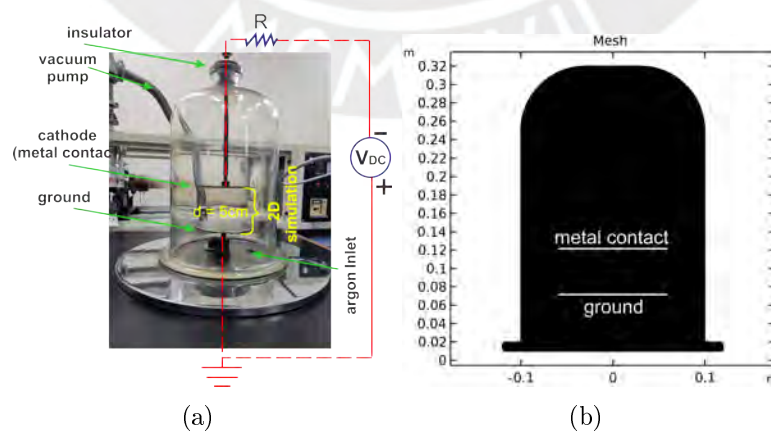 R
insulator
vacuum
pump
cathode
(metal contact
ground
d = 5cm
2D
simulation
argon Inlet
-
VDC
+
(a)
Mesh
m
0.32
0.3
0.28
0.26
0.24
0.22
0.2
0.18
0.16
0.14
0.12
0.1
0.08
0.06
0.04
0.02
0
metal contact
ground
-0.1
0
0.1
(b)